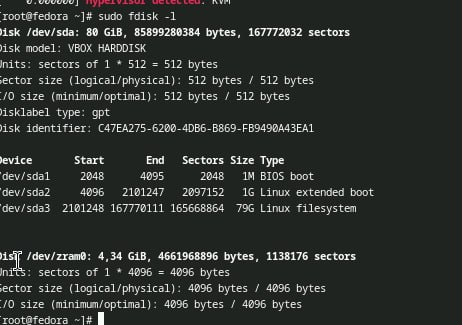 0.000000] Hypervisor detected: KVM
[root@fedora ~]# sudo fdisk -l
Disk /dev/sda: 80 GiB, 85899280384 bytes, 167772032 sectors
Disk model: VBOX HARDDISK
Units: sectors of 1 * 512 = 512 bytes
Sector size (logical/physical): 512 bytes / 512 bytes
I/O size (minimum/optimal): 512 bytes / 512 bytes
Disklabel type: gpt
Disk identifier: C47EA275-6200-4DB6-B869-FB9490A43EA1
Device Start End Sectors Size Type
/dev/sda1 2048 4095 2048 1M BIOS boot
/dev/sda2 4096 2101247 2097152 1G Linux extended boot
/dev/sda3 2101248 167770111 165668864 79G Linux filesystem
Disk /dev/zram0: 4,34 GiB, 4661968896 bytes, 1138176 sectors
Units: sectors of 1 * 4096 = 4096 bytes
Sector size (logical/physical): 4096 bytes / 4096 bytes
I/O size (minimum/optimal): 4096 bytes / 4096 bytes
[root@fedora ~]#